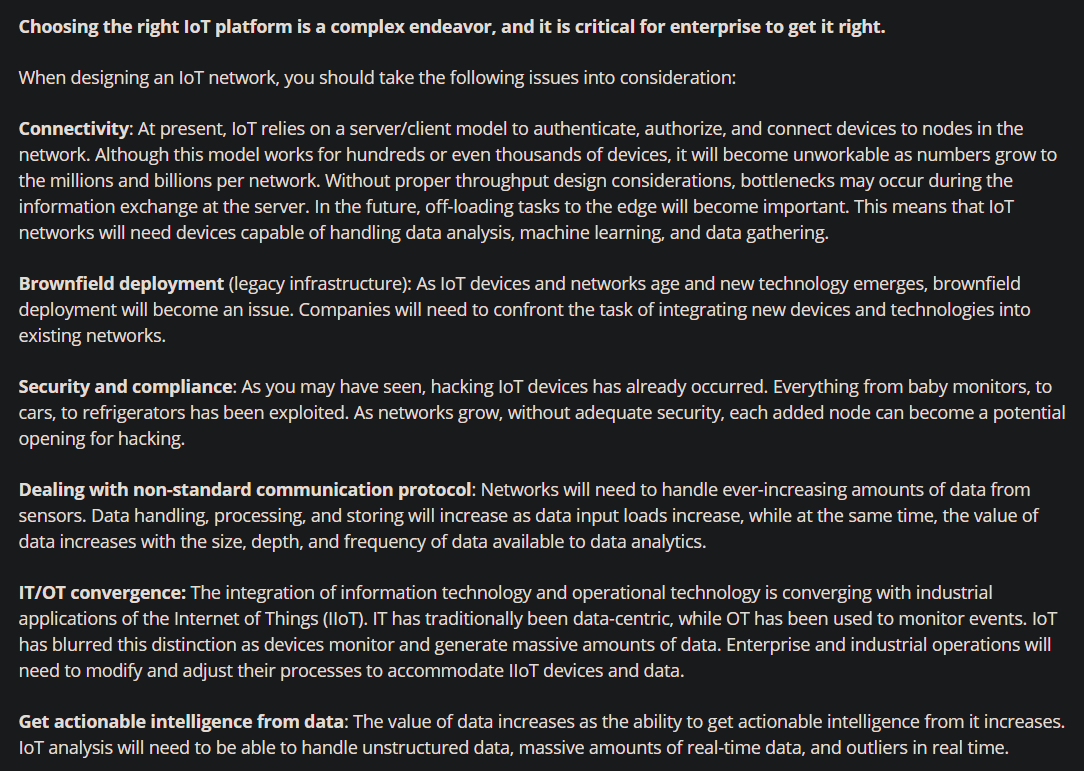 Choosing the right IoT platform is a complex endeavor, and it is critical for enterprise to get it right.
When designing an IoT network, you should take the following issues into consideration:
Connectivity: At present, IoT relies on a server/client model to authenticate, authorize, and connect devices to nodes in the
network. Although this model works for hundreds or even thousands of devices, it will become unworkable as numbers grow to
the millions and billions per network. Without proper throughput design considerations, bottlenecks may occur during the
information exchange at the server. In the future, off-loading tasks to the edge will become important. This means that IoT
networks will need devices capable of handling data analysis, machine learning, and data gathering.
Brownfield deployment (legacy infrastructure): As IoT devices and networks age and new technology emerges, brownfield
deployment will become an issue. Companies will need to confront the task of integrating new devices and technologies into
existing networks.
Security and compliance: As you may have seen, hacking IoT devices has already occurred. Everything from baby monitors, to
cars, to refrigerators has been exploited. As networks grow, without adequate security, each added node can become a potential
opening for hacking.
Dealing with non-standard communication protocol: Networks will need to handle ever-increasing amounts of data from
sensors. Data handling, processing, and storing will increase as data input loads increase, while at the same time, the value of
data increases with the size, depth, and frequency of data available to data analytics.
IT/OT convergence: The integration of information technology and operational technology is converging with industrial
applications of the Internet of Things (IIoT). IT has traditionally been data-centric, while OT has been used to monitor events. IoT
has blurred this distinction as devices monitor and generate massive amounts of data. Enterprise and industrial operations will
need to modify and adjust their processes to accommodate IIoT devices and data.
Get actionable intelligence from data: The value of data increases as the ability to get actionable intelligence from it increases.
IoT analysis will need to be able to handle unstructured data, massive amounts of real-time data, and outliers in real time.